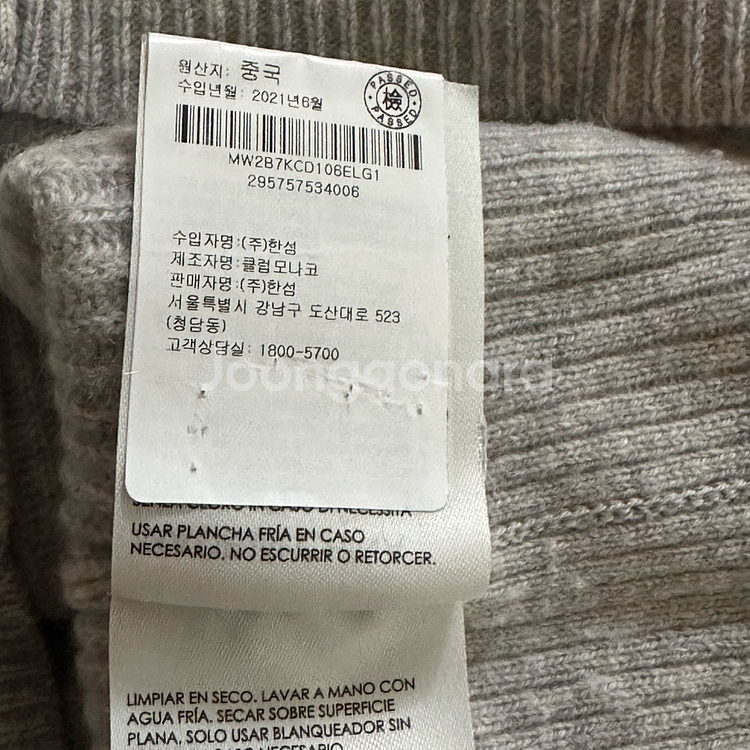 원산지: 중국
수입년월: 2021년6월
PASSED
檢
PASSED
MW2B7KCD106ELG1
295757534006
수입자명:(주)한섬
제조자명:클럽모나코
판매자명:(주)한섬
서울특별시 강남구 도산대로 523
(청담동)
고객상담실: 1800-5700
Joonggonara
USAR PLANCHA FRÍA EN CASO
NECESARIO. NO ESCURRIR O RETORCER.
LIMPIAR EN SECO. LAVAR A MANO CON
AGUA FRÍA. SECAR SOBRE SUPERFICIE
PLANA. SOLO USAR BLANQUEADOR SIN
CASO NECESARIO